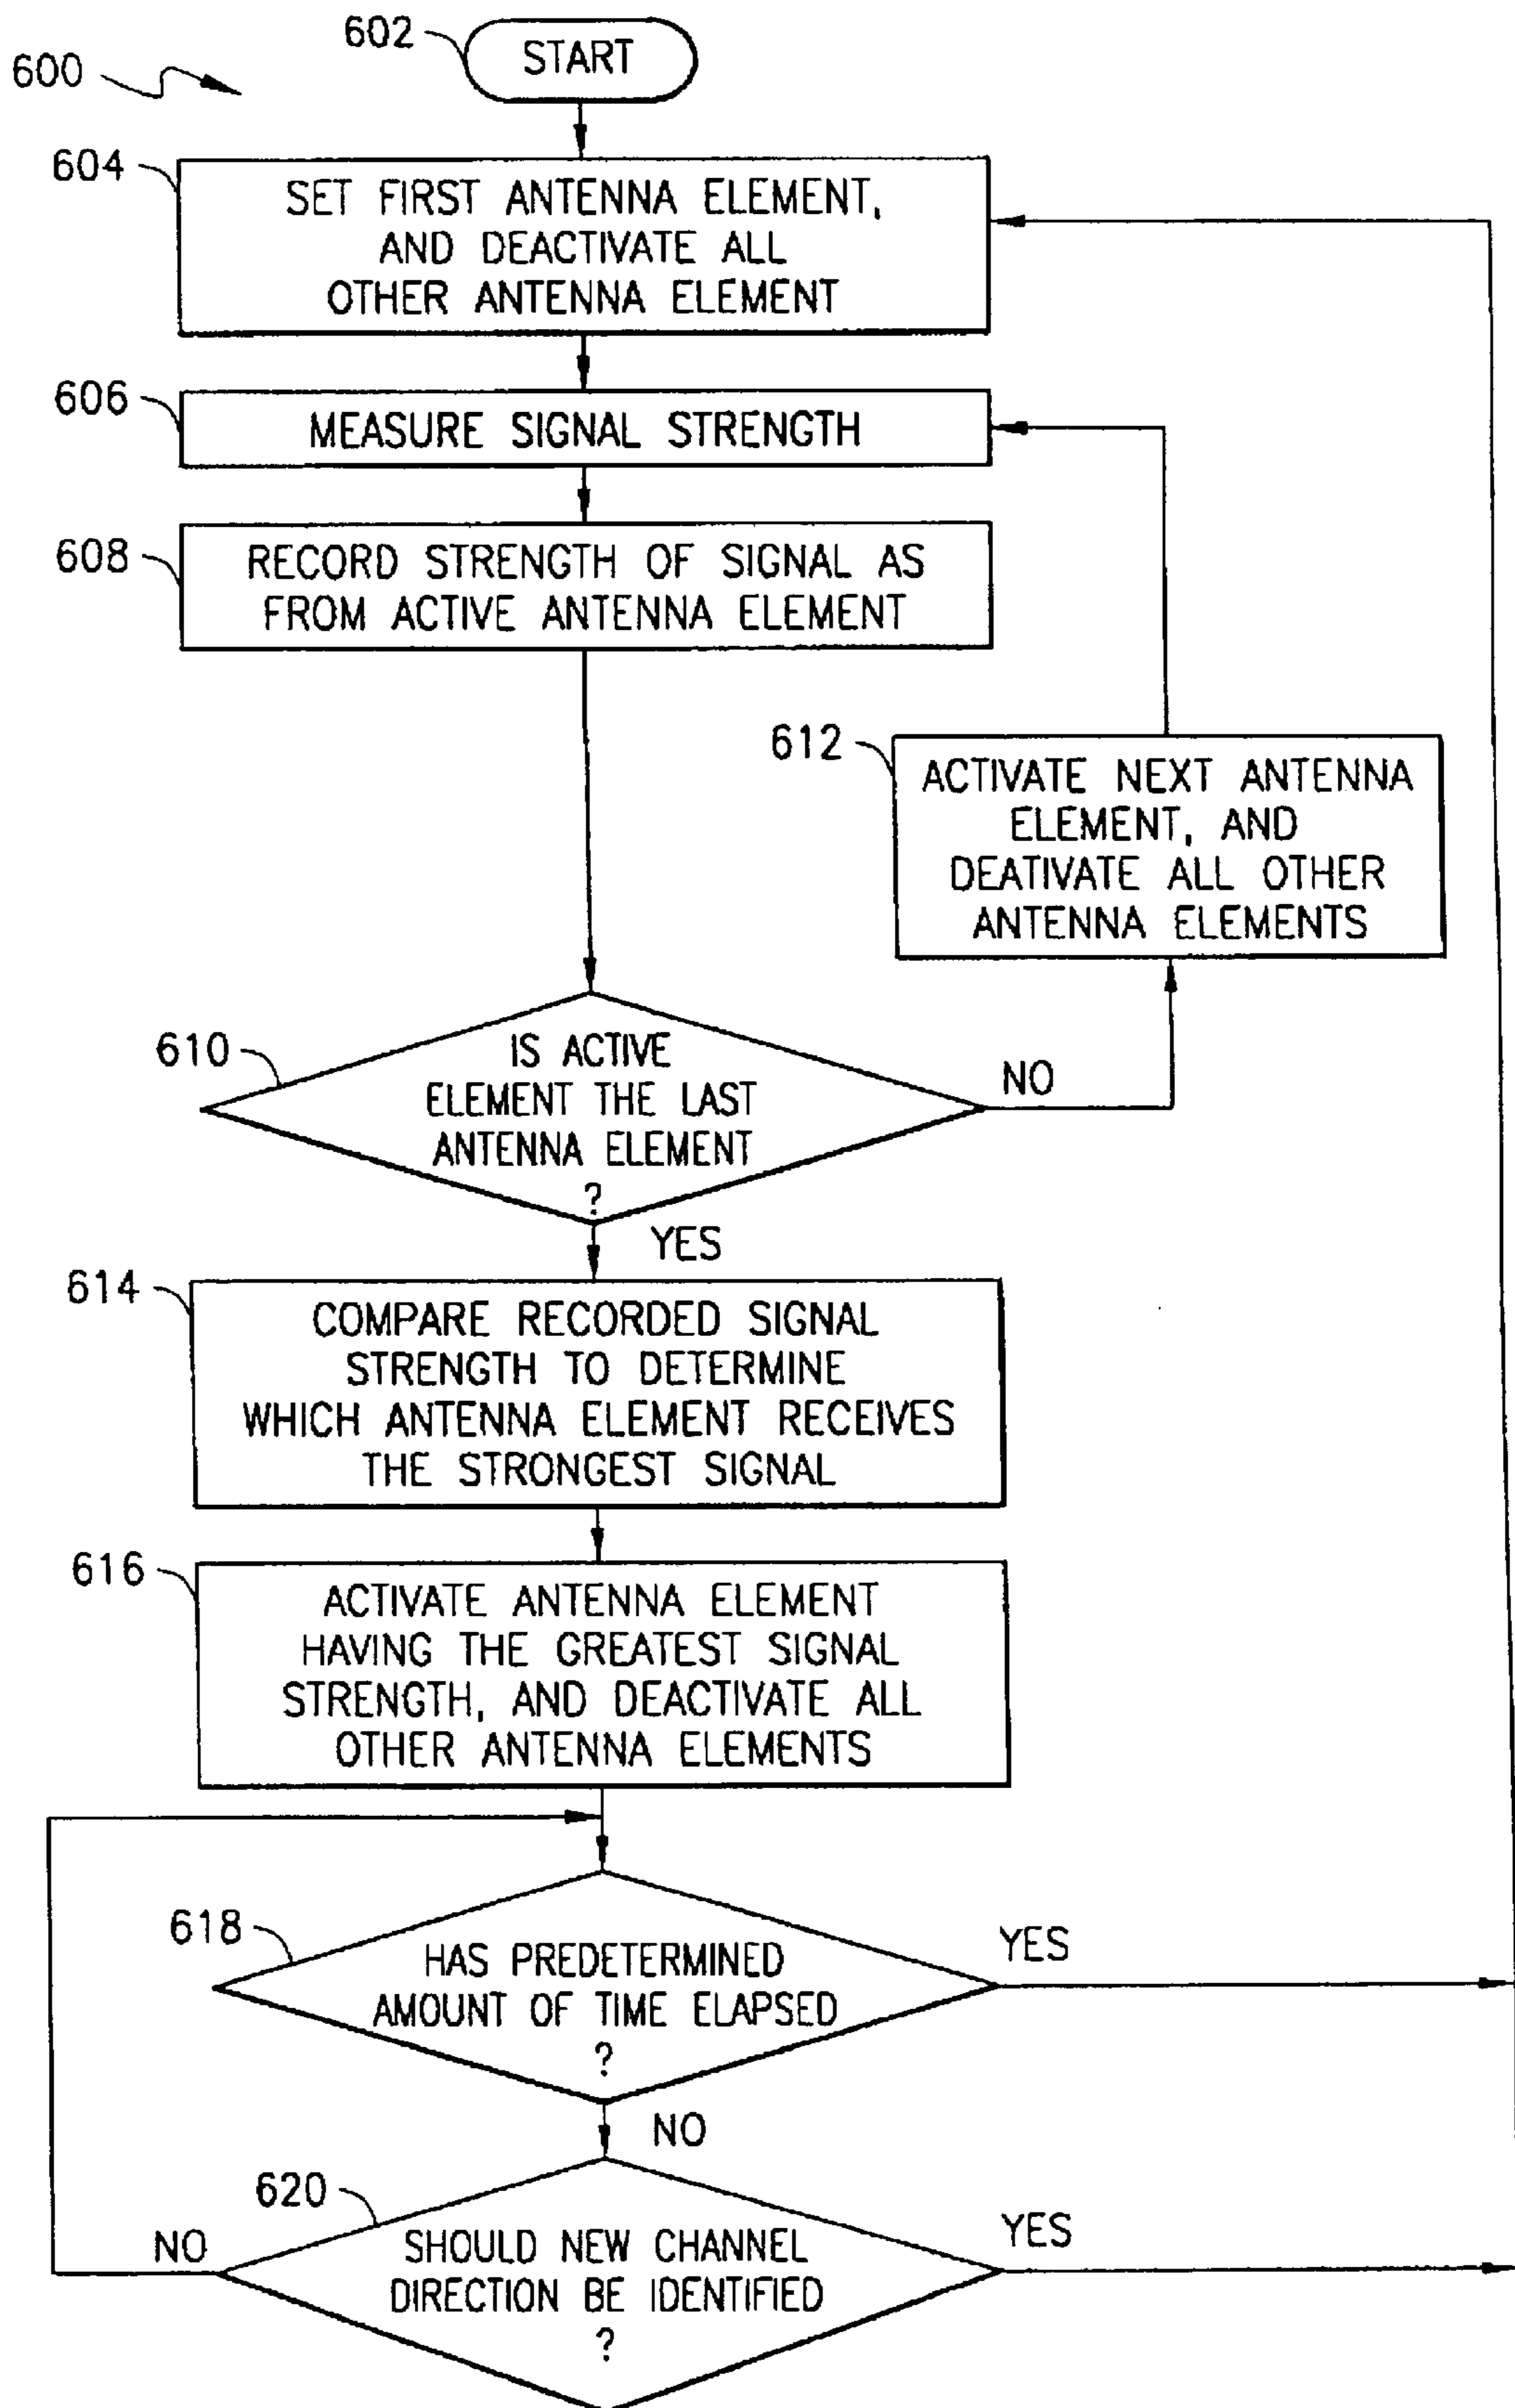 602
START
600
604
SET FIRST ANTENNA ELEMENT,
AND DEACTIVATE ALL
OTHER ANTENNA ELEMENT
606
MEASURE SIGNAL STRENGTH
608
RECORD STRENGTH OF SIGNAL AS
FROM ACTIVE ANTENNA ELEMENT
612
ACTIVATE NEXT ANTENNA
ELEMENT, AND
DEATIVATE ALL OTHER
ANTENNA ELEMENTS
610
IS ACTIVE
ELEMENT THE LAST
ANTENNA ELEMENT
?
NO
YES
614
COMPARE RECORDED SIGNAL
STRENGTH TO DETERMINE
WHICH ANTENNA ELEMENT RECEIVES
THE STRONGEST SIGNAL
616
ACTIVATE ANTENNA ELEMENT
HAVING THE GREATEST SIGNAL
STRENGTH, AND DEACTIVATE ALL
OTHER ANTENNA ELEMENTS
618
HAS PREDETERMINED
AMOUNT OF TIME ELAPSED
?
YES
NO
620
SHOULD NEW CHANNEL
DIRECTION BE IDENTIFIED
?
NO
YES